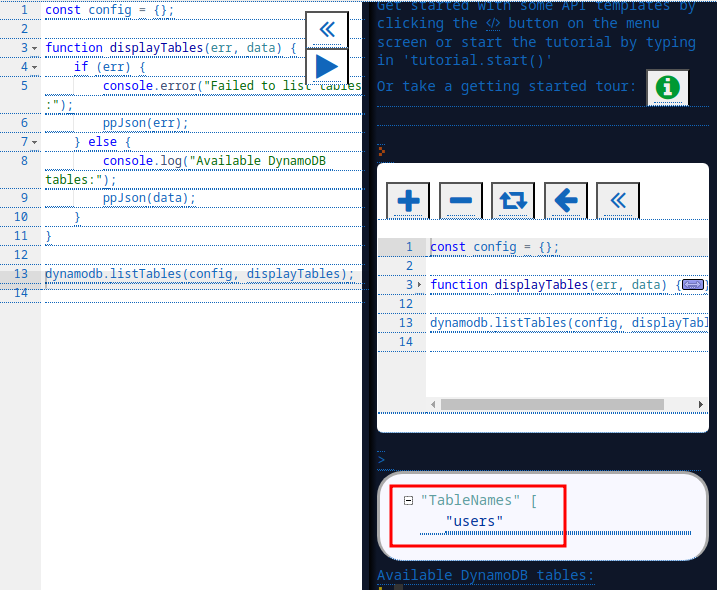 1 const config = {};
2
3 function displayTables(err, data) {
4 if (err) {
5 console.error("Failed to list tables
:");
6 ppJson(err);
7 } else {
8 console.log("Available DynamoDB
tables:");
9 ppJson(data);
10 }
11 }
12
13 dynamodb.listTables(config, displayTables);
14
Get started with some API templates by
clicking the </> button on the menu
screen or start the tutorial by typing
in 'tutorial.start()'
Or take a getting started tour:
>
1 const config = {};
2
3 function displayTables(err, data) {
12
13 dynamodb.listTables(config, displayTabl
14
>
"TableNames" [
"users"
Available DynamoDB tables: